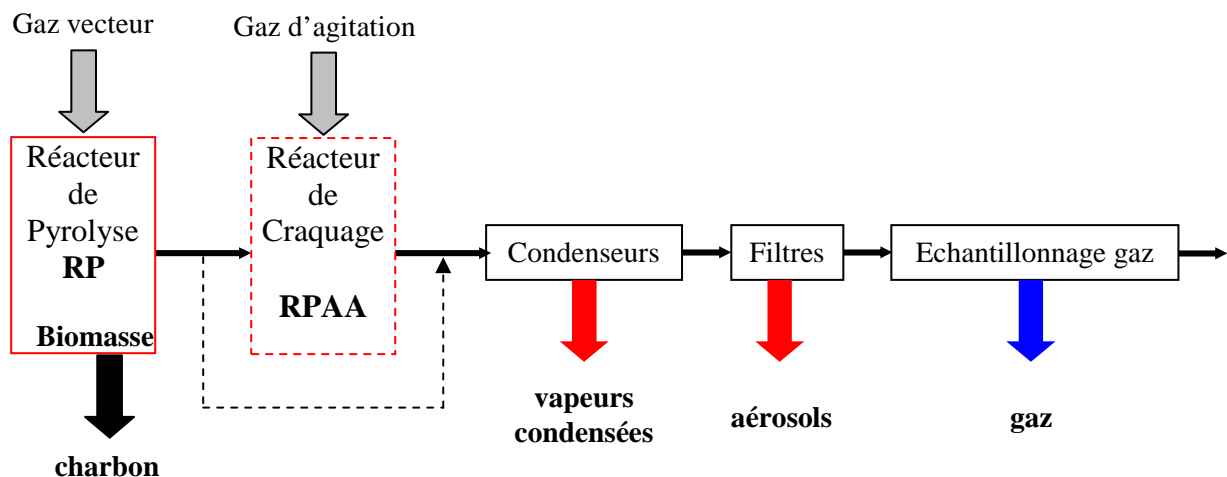 Gaz vecteur
Gaz d’agitation
Réacteur
de
Pyrolyse
RP
Biomasse
charbon
Réacteur
de
Craquage
RPAA
Condenseurs
vapeurs
condensées
Filtres
aérosols
Echantillonnage gaz
gaz